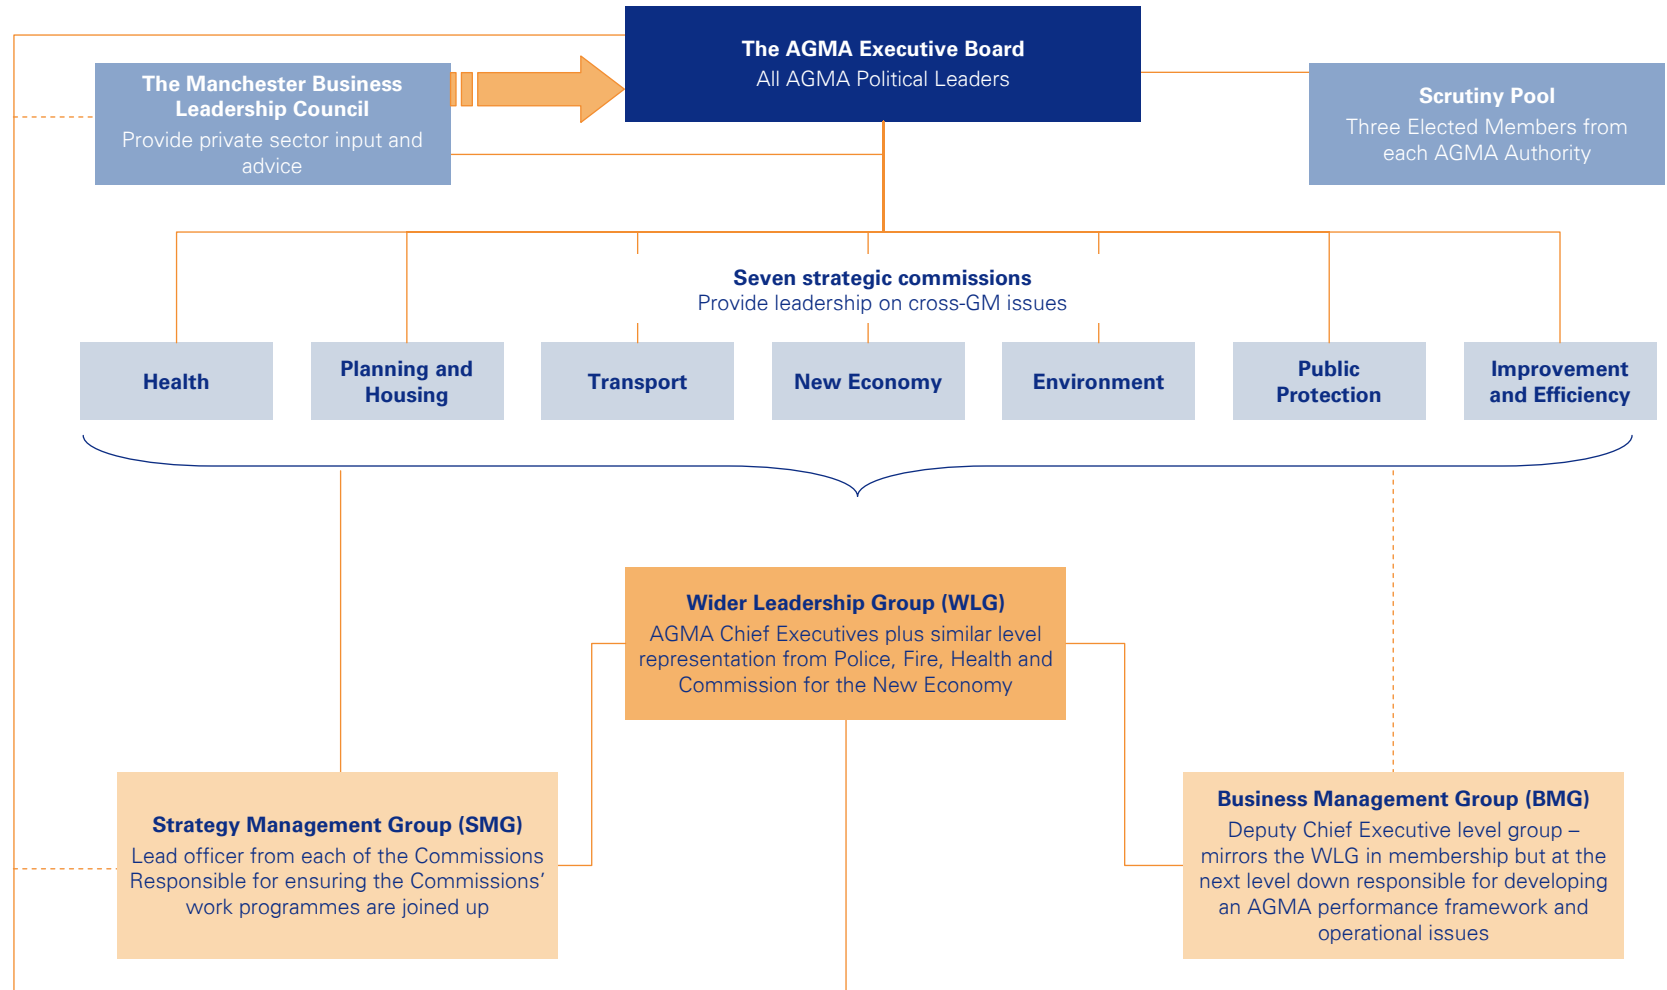 The AGMA Executive Board
All AGMA Political Leaders
The Manchester Business
Leadership Council
Provide private sector input and
advice
Scrutiny Pool
Three Elected Members from
each AGMA Authority
Seven strategic commissions
Provide leadership on cross-GM issues
Health
Planning and
Housing
Transport
New Economy
Environment
Public
Protection
Improvement
and Efficiency
Wider Leadership Group (WLG)
AGMA Chief Executives plus similar level
representation from Police, Fire, Health and
Commission for the New Economy
Strategy Management Group (SMG)
Lead officer from each of the Commissions
Responsible for ensuring the Commissions’
work programmes are joined up
Business Management Group (BMG)
Deputy Chief Executive level group –
mirrors the WLG in membership but at the
next level down responsible for developing
an AGMA performance framework and
operational issues